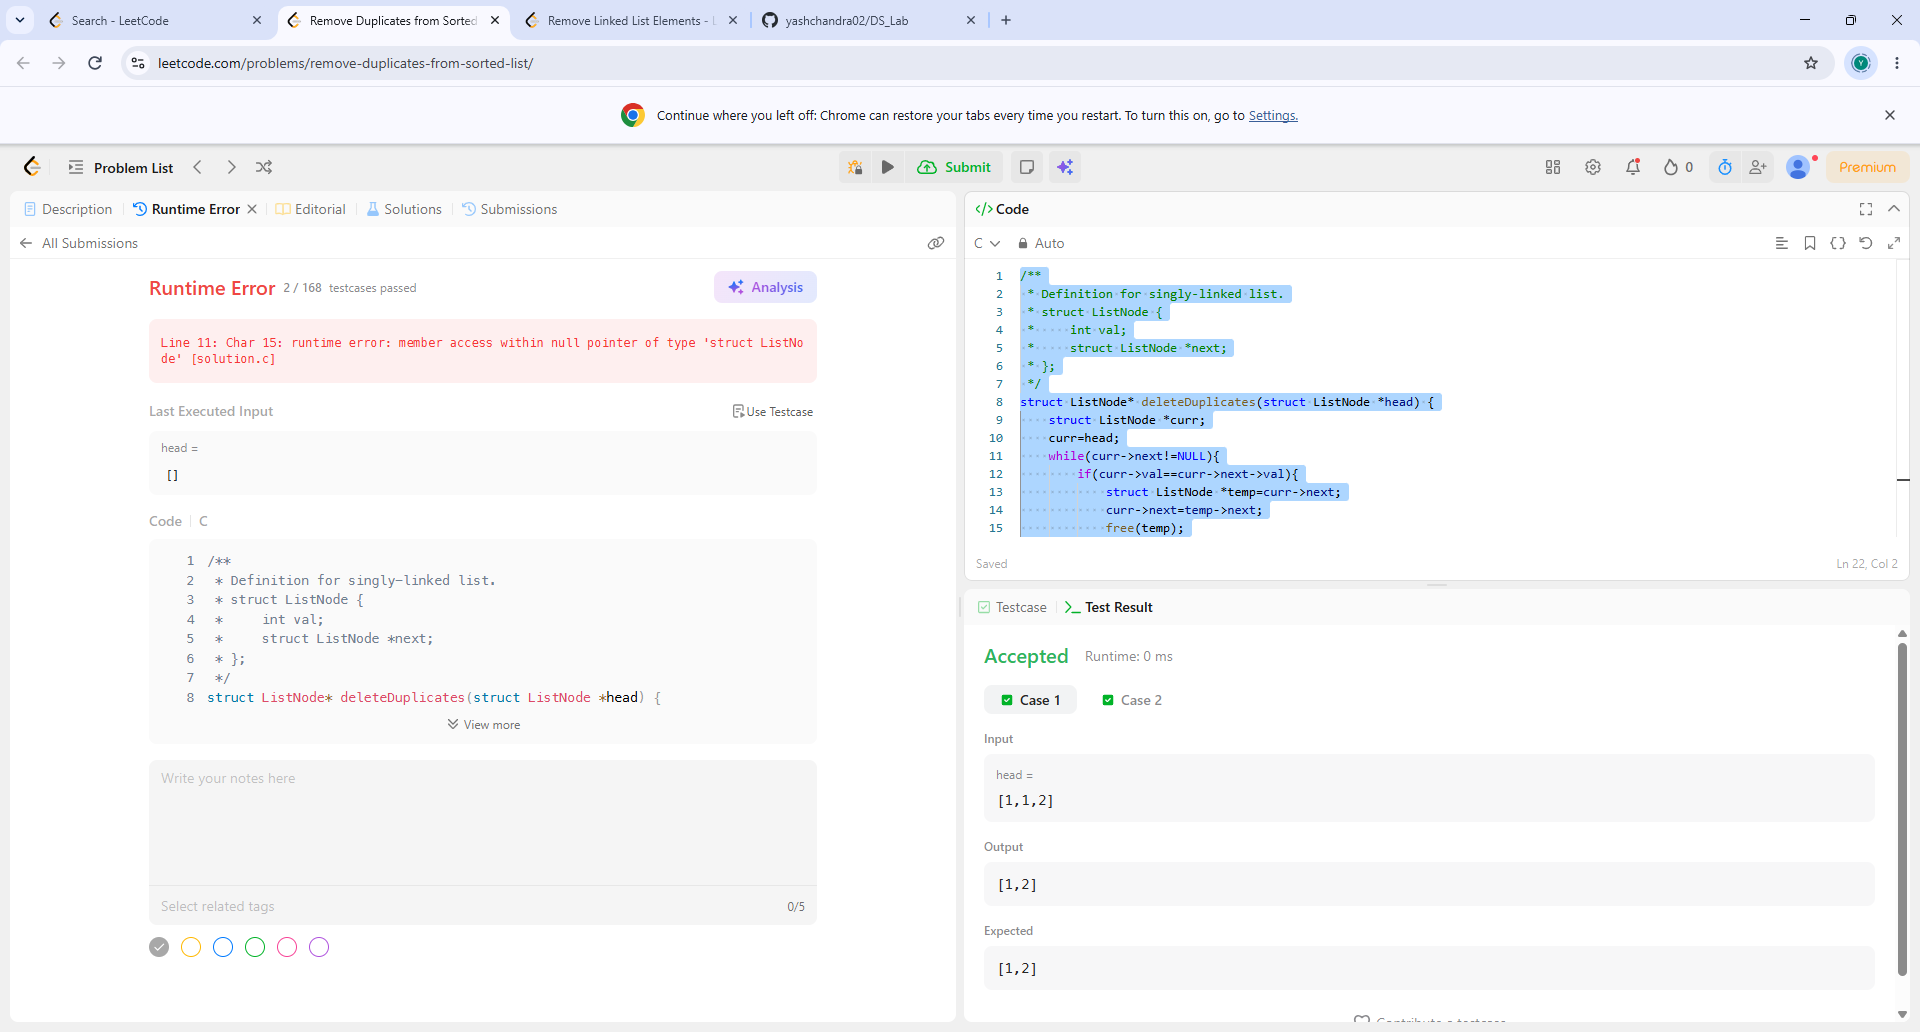 Search - LeetCode
Remove Duplicates from Sorted
Remove Linked List Elements - L
yashchandra02/DS_Lab
leetcode.com/problems/remove-duplicates-from-sorted-list/
Y
Continue where you left off: Chrome can restore your tabs every time you restart. To turn this on, go to Settings.
Problem List
Submit
0
Premium
Description
Runtime Error
Editorial
Solutions
Submissions
All Submissions
Runtime Error 2 / 168 testcases passed
Analysis
Line 11: Char 15: runtime error: member access within null pointer of type 'struct ListNo
de' [solution.c]
Last Executed Input
Use Testcase
head =
[]
Code C
1 /**
2  * Definition for singly-linked list.
3  * struct ListNode {
4  *     int val;
5  *     struct ListNode *next;
6  * };
7  */
8 struct ListNode* deleteDuplicates(struct ListNode *head) {
View more
Write your notes here
Select related tags
0/5
</> Code
C
Auto
1 /**
2  * Definition for singly-linked list.
3  * struct ListNode {
4  *     int val;
5  *     struct ListNode *next;
6  * };
7  */
8 struct ListNode* deleteDuplicates(struct ListNode *head) {
9     struct ListNode *curr;
10     curr=head;
11     while(curr->next!=NULL){
12         if(curr->val==curr->next->val){
13             struct ListNode *temp=curr->next;
14             curr->next=temp->next;
15             free(temp);
Saved
Ln 22, Col 2
Testcase
Test Result
Accepted Runtime: 0 ms
Case 1
Case 2
Input
head =
[1,1,2]
Output
[1,2]
Expected
[1,2]
Contribute a testcase